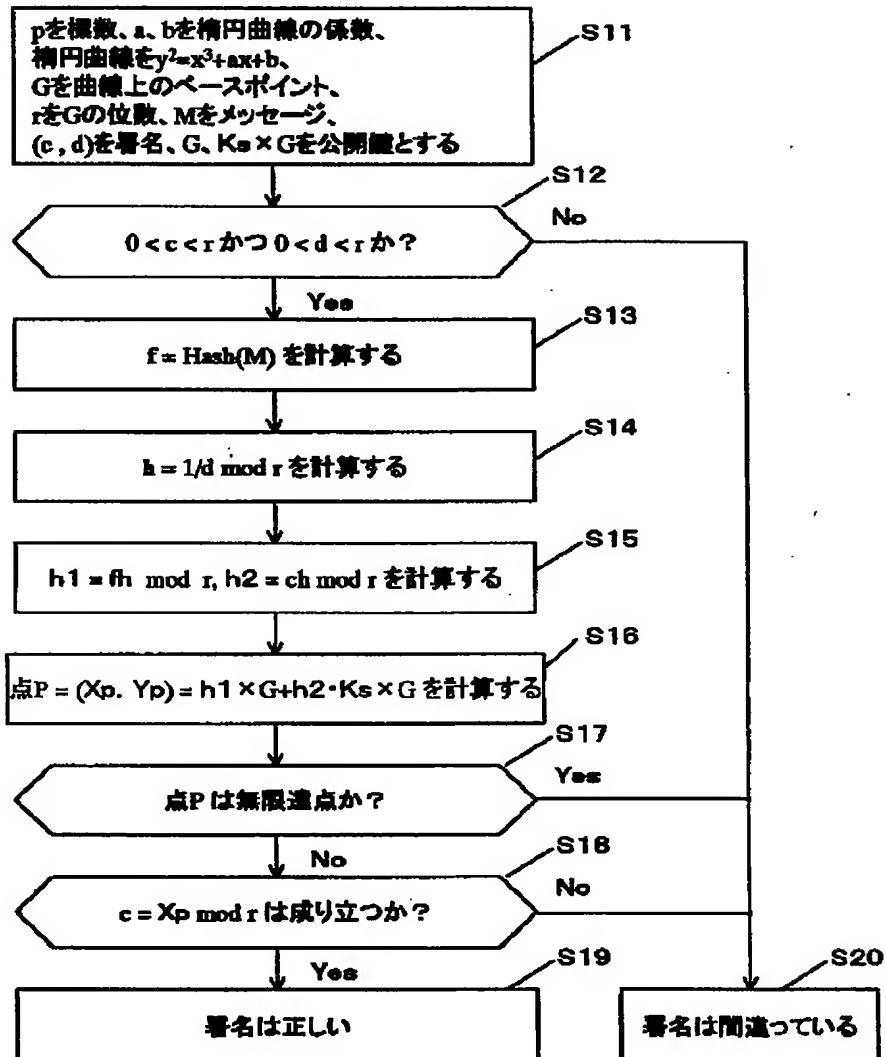 pを標数、a、bを楕円曲線の係数、
楕円曲線をy²=x³+ax+b、
Gを曲線上のベースポイント、
rをGの位数、Mをメッセージ、
(c , d)を署名、G、Ks×Gを公開鍵とする
S11
S12
0<c<r かつ 0<d<r か？
No
Yes
S13
f = Hash(M) を計算する
S14
h = 1/d mod r を計算する
S15
h1 = fh mod r, h2 = ch mod r を計算する
S16
点P = (Xp. Yp) = h1×G+h2・Ks×G を計算する
S17
点P は無限遠点か？
Yes
No
S18
c = Xp mod r は成り立つか？
No
Yes
S19
署名は正しい
S20
署名は間違っている